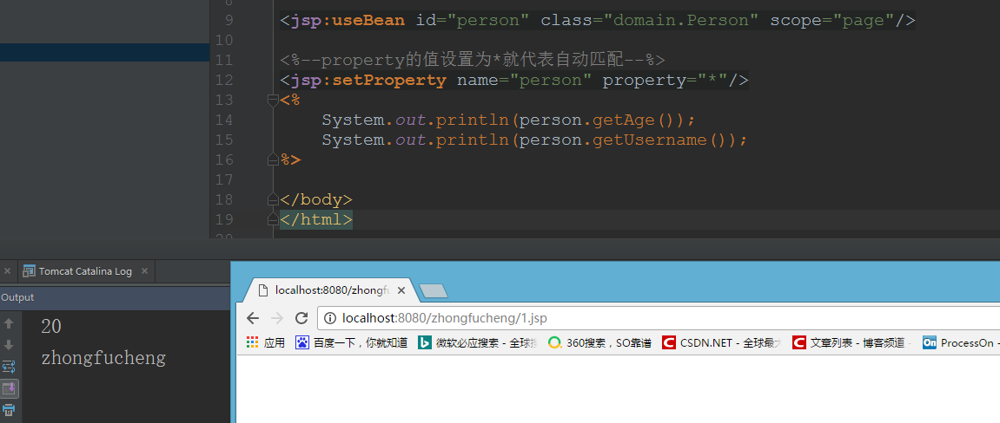 8
9 <jsp:useBean id="person" class="domain.Person" scope="page"/>
10
11 <%--property的值设置为*就代表自动匹配--%>
12 <jsp:setProperty name="person" property="*"/>
13 <%
14 System.out.println(person.getAge());
15 System.out.println(person.getUsername());
16 %>
17
18 </body>
19 </html>
20
Tomcat Catalina Log
Output
20
zhongfucheng
localhost:8080/zhongfu
localhost:8080/zhongfucheng/1.jsp
应用 百度一下，你就知道 微软必应搜索 - 全球 360搜索，SO靠谱 CSDN.NET - 全球最 文章列表 - 博客频道 - ProcessOn -